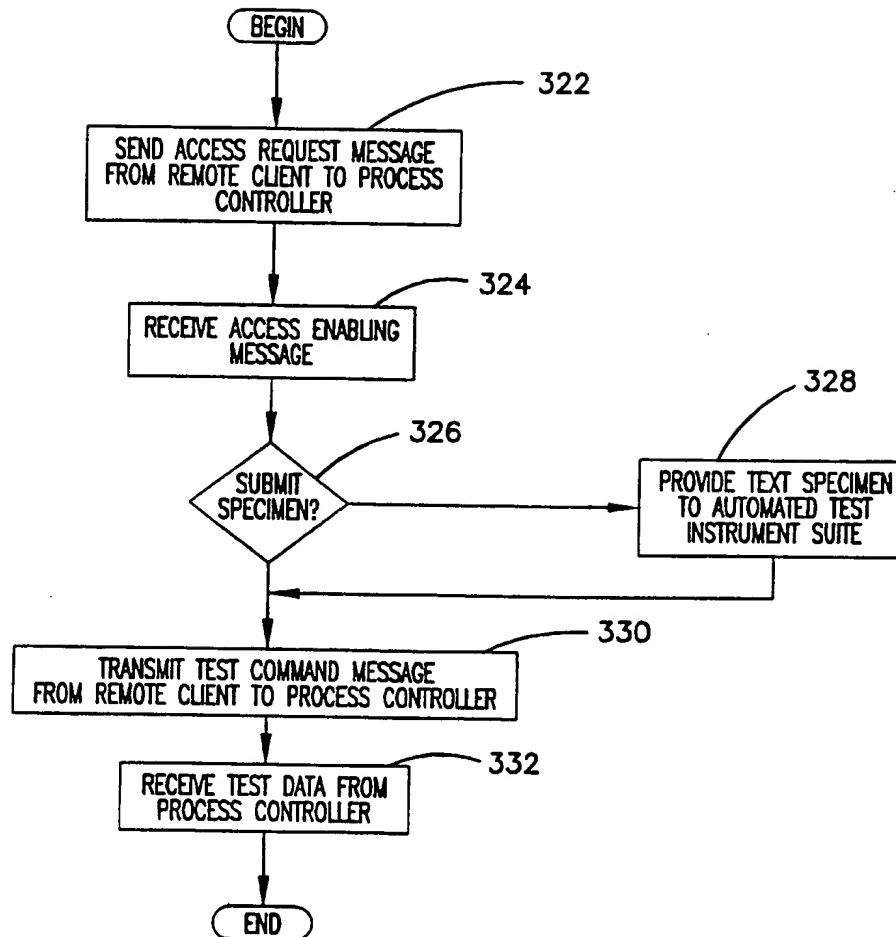 BEGIN
322
SEND ACCESS REQUEST MESSAGE
FROM REMOTE CLIENT TO PROCESS
CONTROLLER
324
RECEIVE ACCESS ENABLING
MESSAGE
326
SUBMIT
SPECIMEN?
328
PROVIDE TEXT SPECIMEN
TO AUTOMATED TEST
INSTRUMENT SUITE
330
TRANSMIT TEST COMMAND MESSAGE
FROM REMOTE CLIENT TO PROCESS CONTROLLER
332
RECEIVE TEST DATA FROM
PROCESS CONTROLLER
END